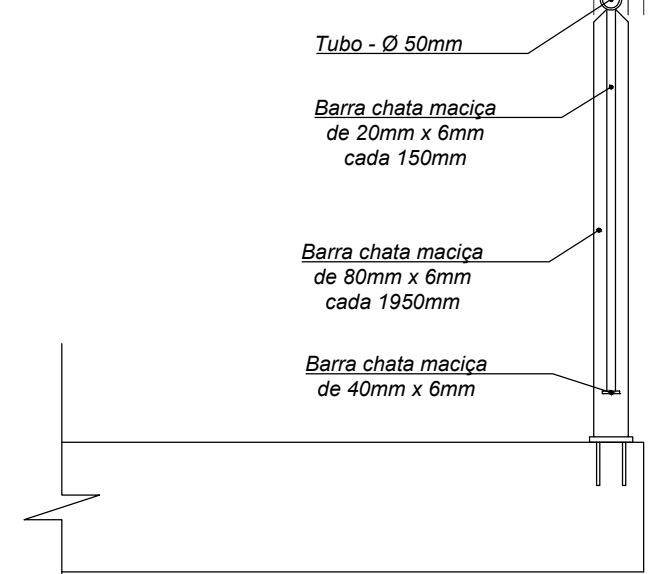 Tubo - Ø 50mm
Barra chata maciça
de 20mm x 6mm
cada 150mm
Barra chata maciça
de 80mm x 6mm
cada 1950mm
Barra chata maciça
de 40mm x 6mm